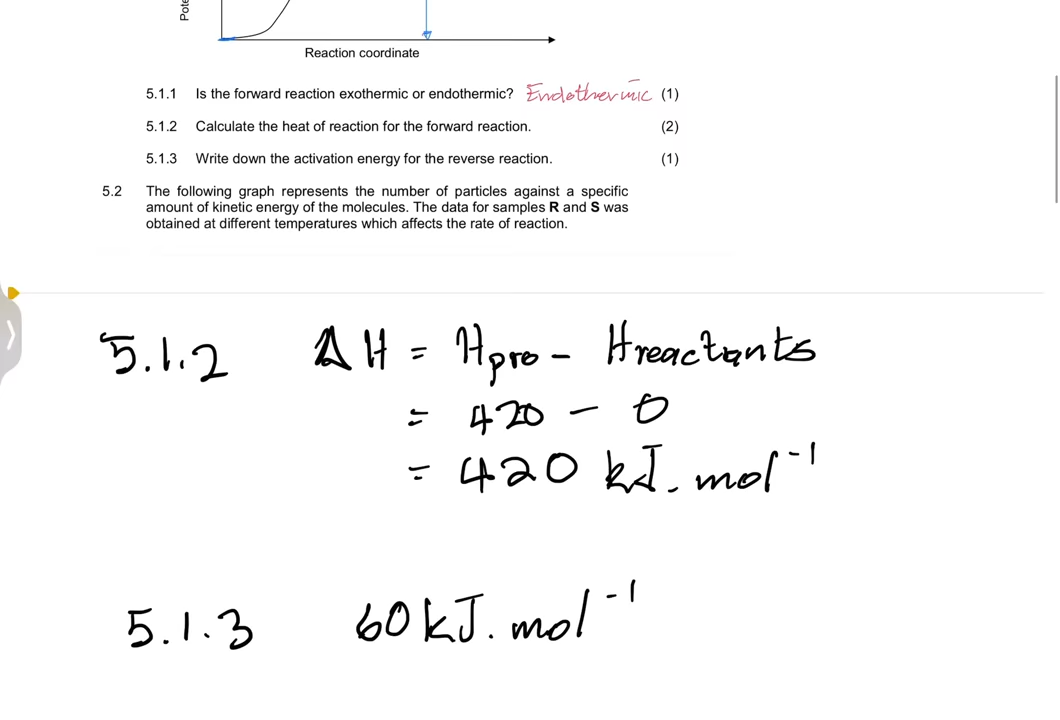 Reaction coordinate
5.1.1 Is the forward reaction exothermic or endothermic? Endothermic (1)
5.1.2 Calculate the heat of reaction for the forward reaction. (2)
5.1.3 Write down the activation energy for the reverse reaction. (1)
5.2 The following graph represents the number of particles against a specific
amount of kinetic energy of the molecules. The data for samples R and S was
obtained at different temperatures which affects the rate of reaction.
5.1.2 ΔH = Hpro - Hreactants
= 420 - 0
= 420 kJ.mol⁻¹
5.1.3 60 kJ.mol⁻¹